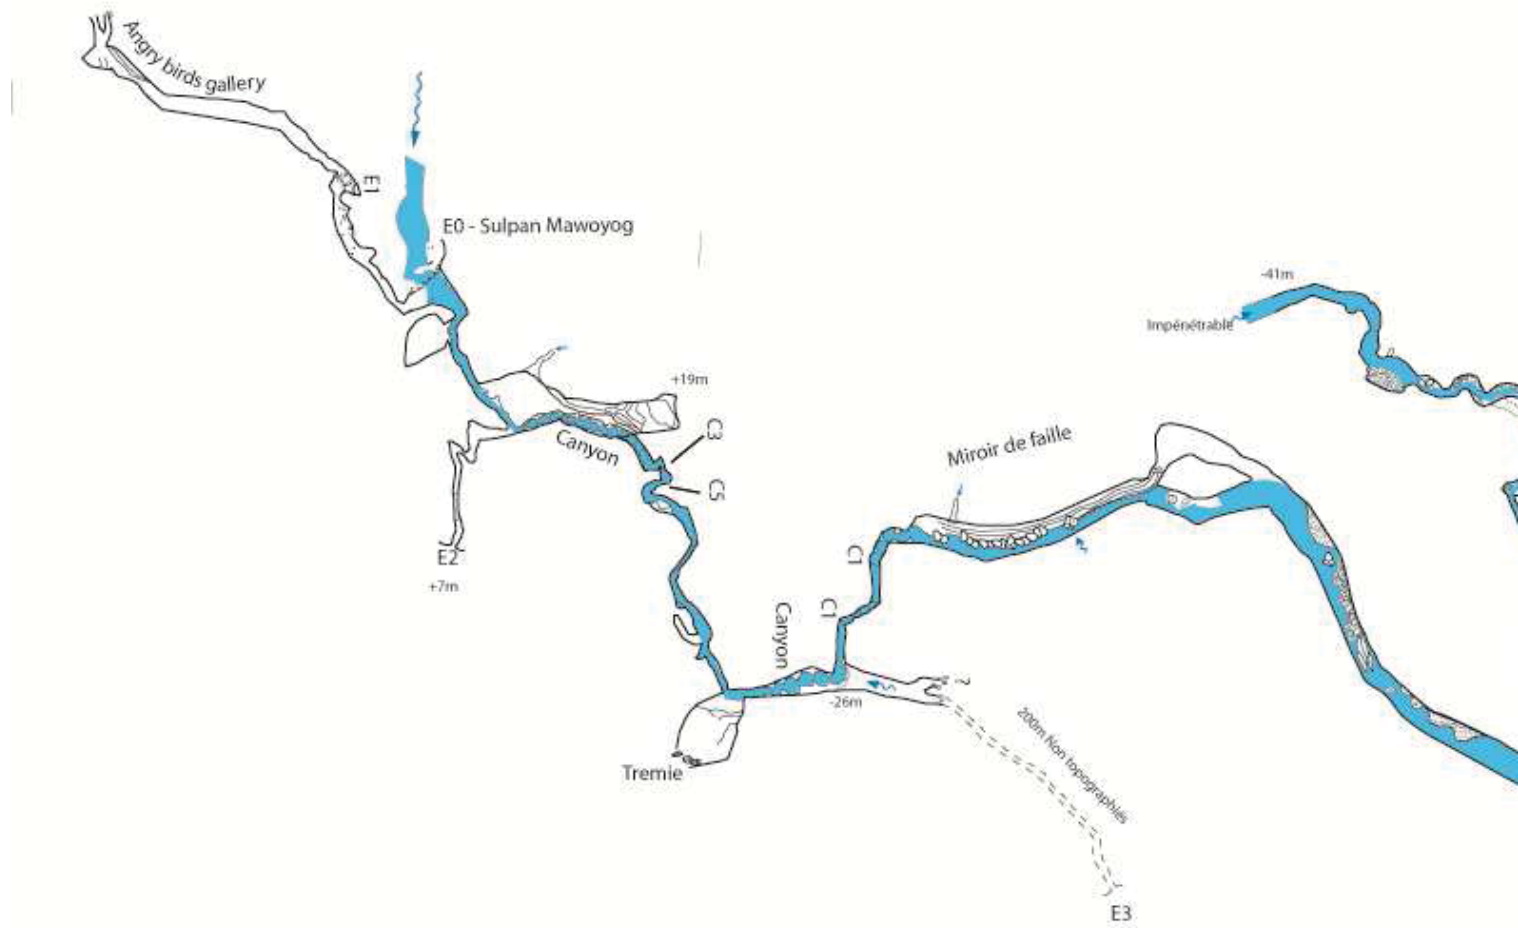 Angry birds gallery
E1
E0 - Sulpan Mawoyog
-41m
Impénétrable
+19m
C3
Canyon
C5
Miroir de faille
E2
+7m
C1
C1
Canyon
?
-26m
200m Non topographiés
Tremie
E3